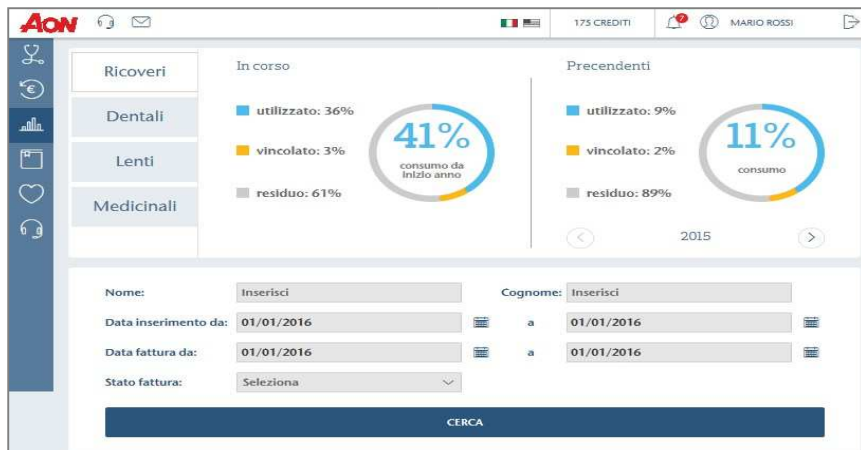 AON
175 CREDITI
7
MARIO ROSSI
Ricoveri
Dentali
Lenti
Medicinali
In corso
utilizzato: 36%
vincolato: 3%
residuo: 61%
41%
consumo da
inizio anno
Precendenti
utilizzato: 9%
vincolato: 2%
residuo: 89%
11%
consumo
2015
Nome: Inserisci Cognome: Inserisci
Data inserimento da: 01/01/2016 a 01/01/2016
Data fattura da: 01/01/2016 a 01/01/2016
Stato fattura: Seleziona
CERCA